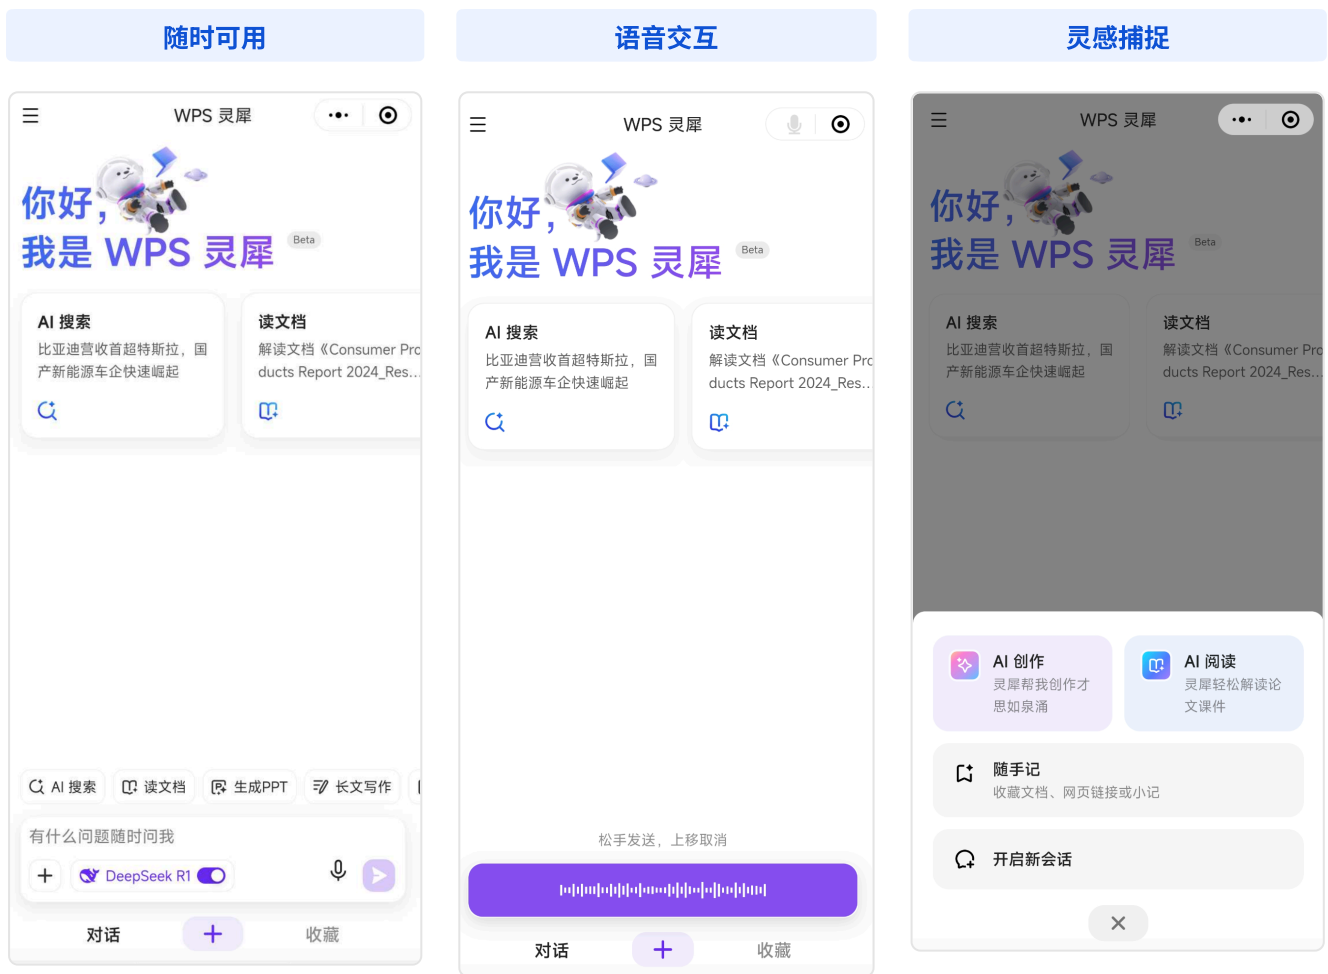 随时可用
WPS 灵犀
你好，
我是 WPS 灵犀
Beta
AI 搜索
比亚迪营收首超特斯拉，国
产新能源车企快速崛起
读文档
解读文档《Consumer Pro
ducts Report 2024_Res...
AI 搜索
读文档
生成PPT
长文写作
有什么问题随时问我
DeepSeek R1
对话
收藏
语音交互
WPS 灵犀
你好，
我是 WPS 灵犀
Beta
AI 搜索
比亚迪营收首超特斯拉，国
产新能源车企快速崛起
读文档
解读文档《Consumer Pro
ducts Report 2024_Res...
松手发送，上移取消
对话
收藏
灵感捕捉
WPS 灵犀
你好，
我是 WPS 灵犀
Beta
AI 搜索
比亚迪营收首超特斯拉，国
产新能源车企快速崛起
读文档
解读文档《Consumer Pro
ducts Report 2024_Res...
AI 创作
灵犀帮我创作才
思如泉涌
AI 阅读
灵犀轻松解读论
文课件
随手记
收藏文档、网页链接或小记
开启新会话